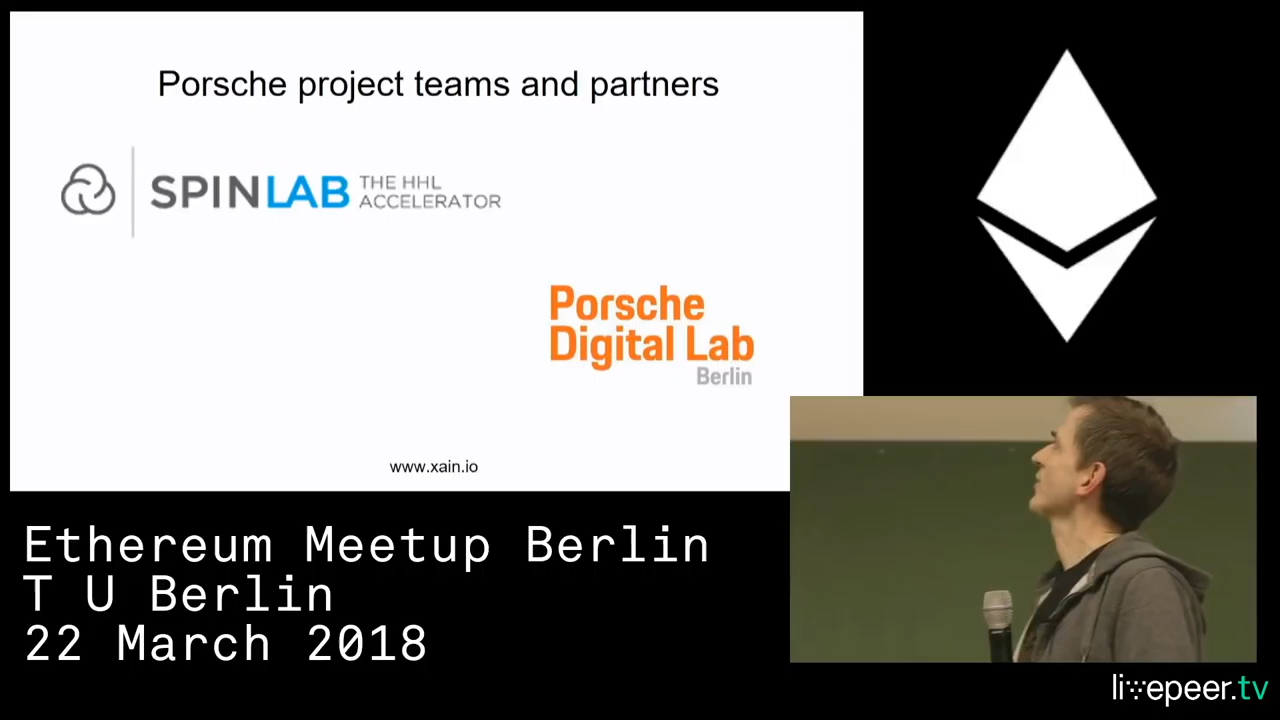 Porsche project teams and partners
SPINLAB
THE HHL
ACCELERATOR
Porsche
Digital Lab
Berlin
www.xain.io
Ethereum Meetup Berlin
T U Berlin
22 March 2018
livepeer.tv